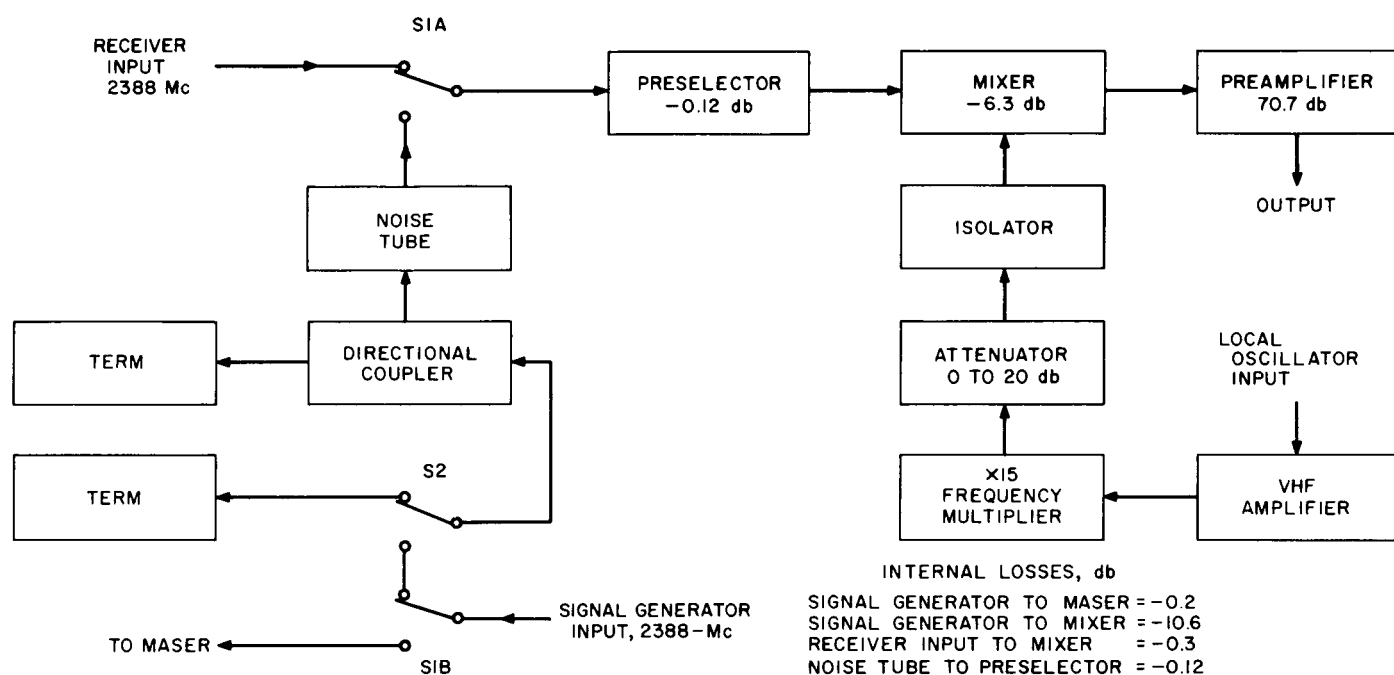 S1A
RECEIVER
INPUT
2388 Mc
PRESELECTOR
-0.12 db
MIXER
-6.3 db
PREAMPLIFIER
70.7 db
OUTPUT
NOISE
TUBE
ISOLATOR
TERM
DIRECTIONAL
COUPLER
ATTENUATOR
0 TO 20 db
LOCAL
OSCILLATOR
INPUT
TERM
S2
×15
FREQUENCY
MULTIPLIER
VHF
AMPLIFIER
SIGNAL GENERATOR
INPUT, 2388-Mc
TO MASER
S1B
INTERNAL LOSSES, db
SIGNAL GENERATOR TO MASER = -0.2
SIGNAL GENERATOR TO MIXER = -10.6
RECEIVER INPUT TO MIXER = -0.3
NOISE TUBE TO PRESELECTOR = -0.12